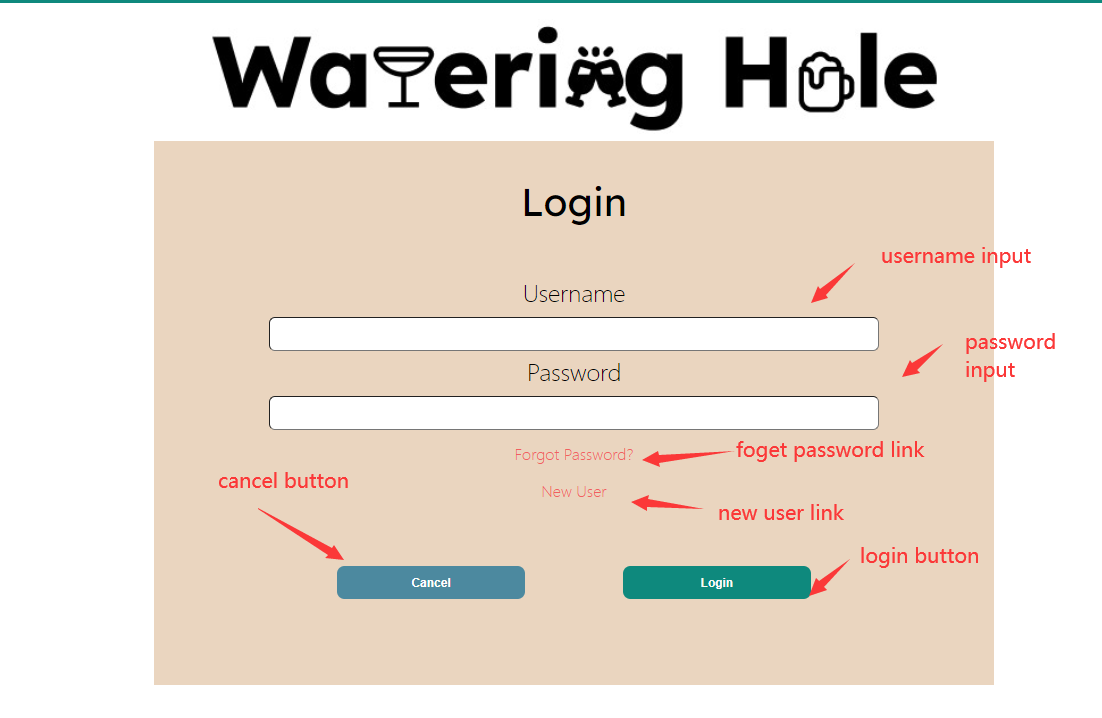 Watering Hole
Login
username input
Username
password
input
Password
Forgot Password?
foget password link
cancel button
New User
new user link
login button
Cancel
Login